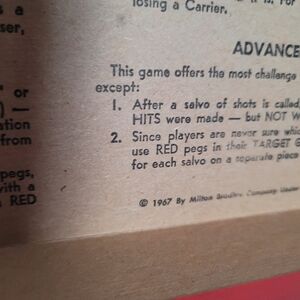 s a
ser,
" or
) —
ation
from
pegs,
with a
RED
losing a Carrier.
ADVANCE
This game offers the most challenge
except:
1. After a salvo of shots is called,
HITS were made — but NOT W
2. Since players are never sure whic
use RED pegs in their TARGET G
for each salvo on a separate piece
© 1967 By Milton Bradley Company Under